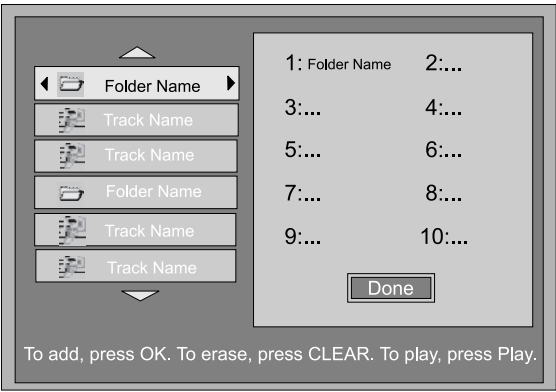 Folder Name
Track Name
Track Name
Folder Name
Track Name
Track Name
1: Folder Name 2:...
3:... 4:...
5:... 6:...
7:... 8:...
9:... 10:...
Done
To add, press OK. To erase, press CLEAR. To play, press Play.